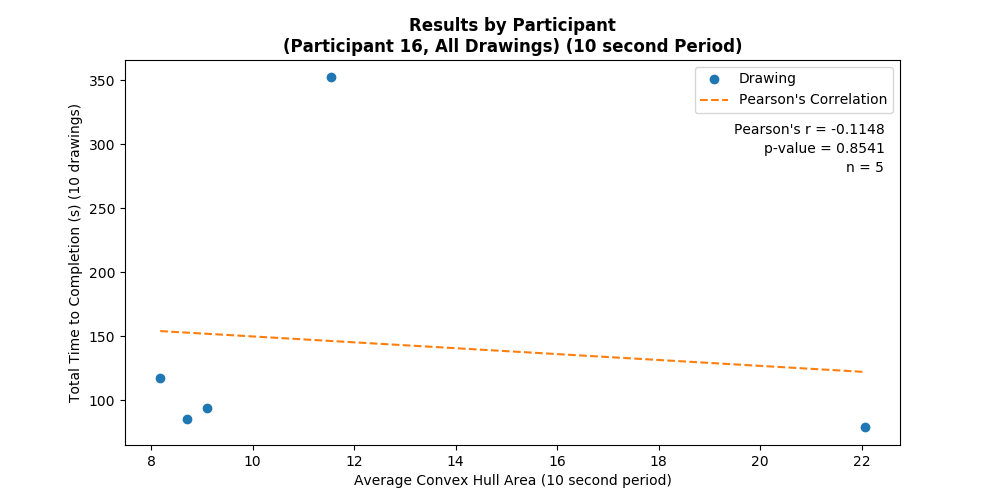 Results by Participant
(Participant 16, All Drawings) (10 second Period)
Drawing
Pearson's Correlation
Pearson's r = -0.1148
p-value = 0.8541
n = 5
Total Time to Completion (s) (10 drawings)
350
300
250
200
150
100
8 10 12 14 16 18 20 22
Average Convex Hull Area (10 second period)